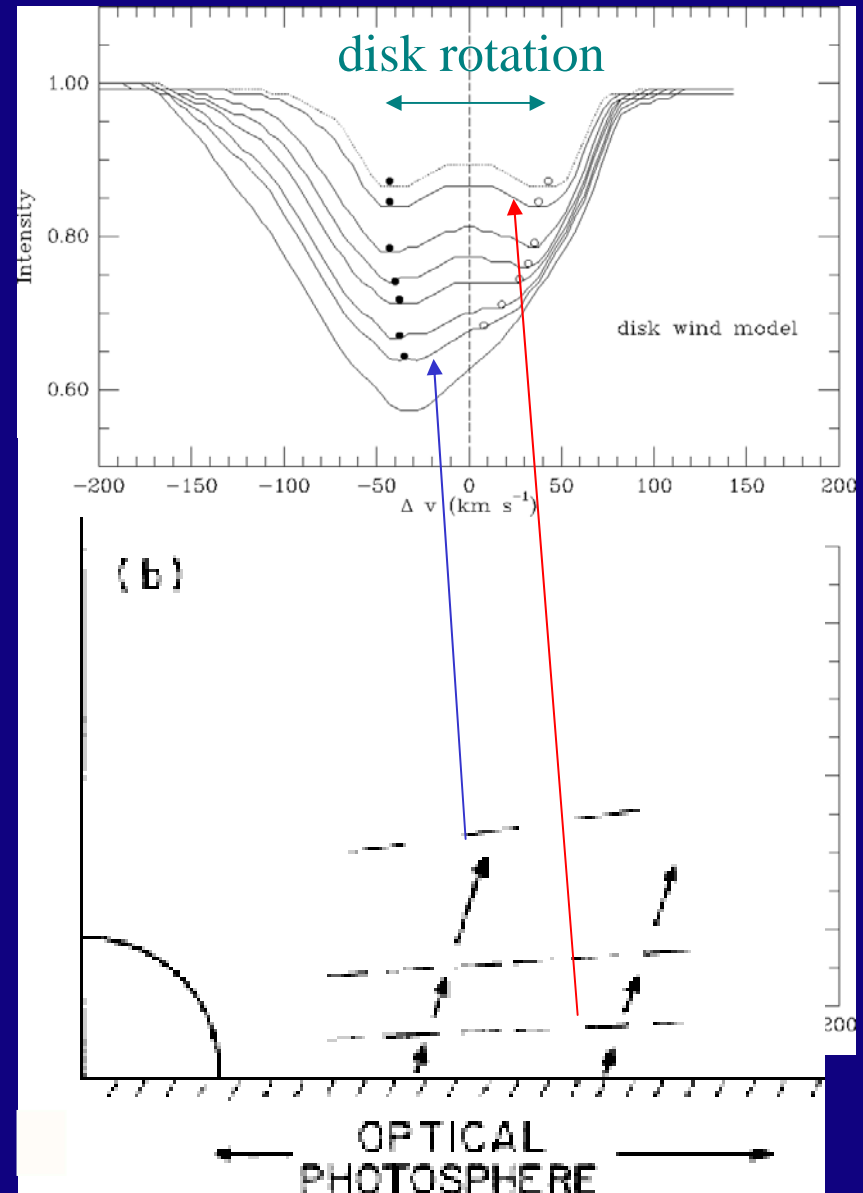 disk rotation
1.00
0.80
0.60
Intensity
disk wind model
−200 −150 −100 −50 0 50 100 150 200
Δ v (km s⁻¹)
(b)
200
OPTICAL
PHOTOSPHERE